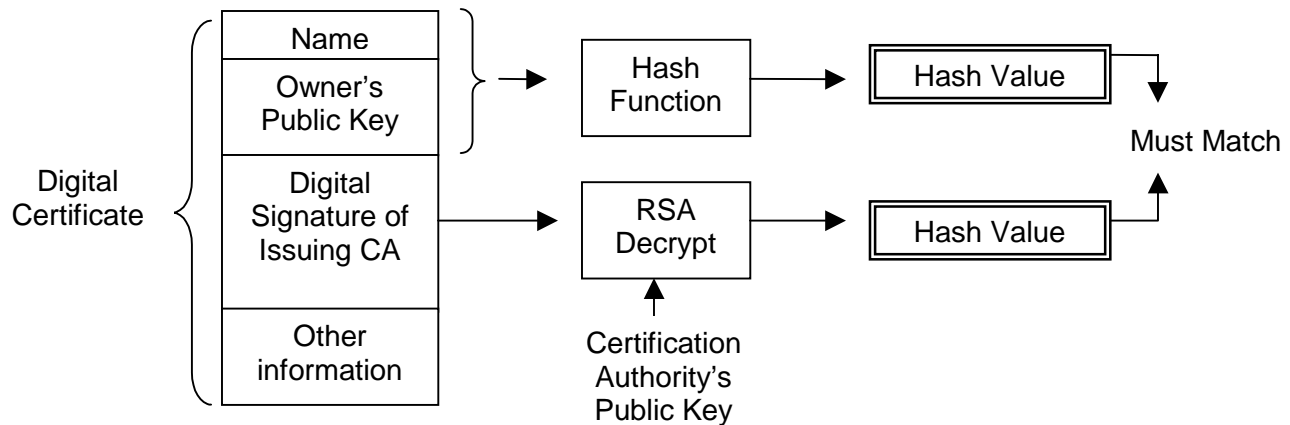 Digital
Certificate
Name
Owner’s
Public Key
Digital
Signature of
Issuing CA
Other
information
Hash
Function
Hash Value
RSA
Decrypt
Hash Value
Must Match
Certification
Authority’s
Public Key